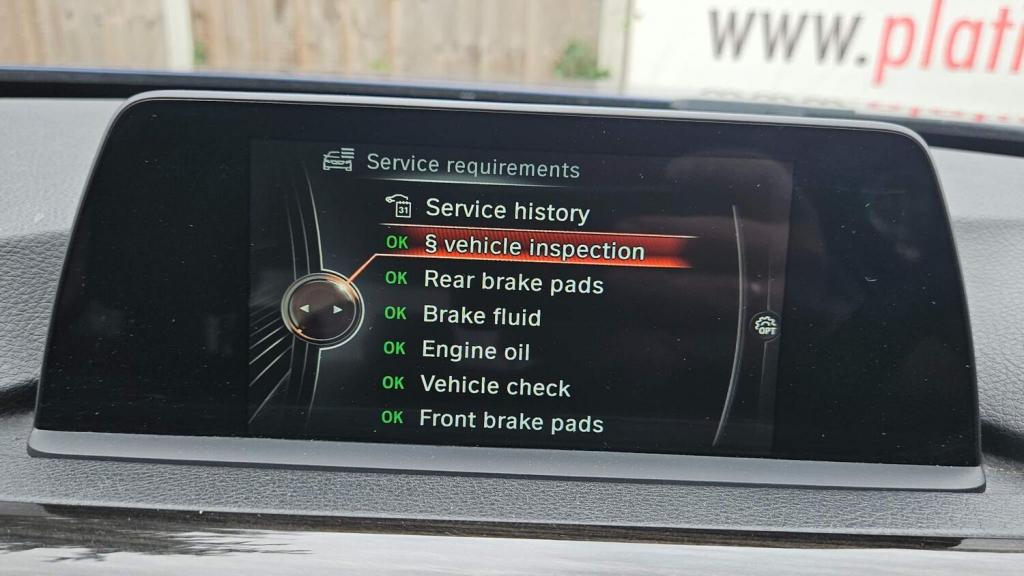 www.plati
Service requirements
31 Service history
OK § vehicle inspection
OK Rear brake pads
OK Brake fluid
OPT
OK Engine oil
OK Vehicle check
OK Front brake pads